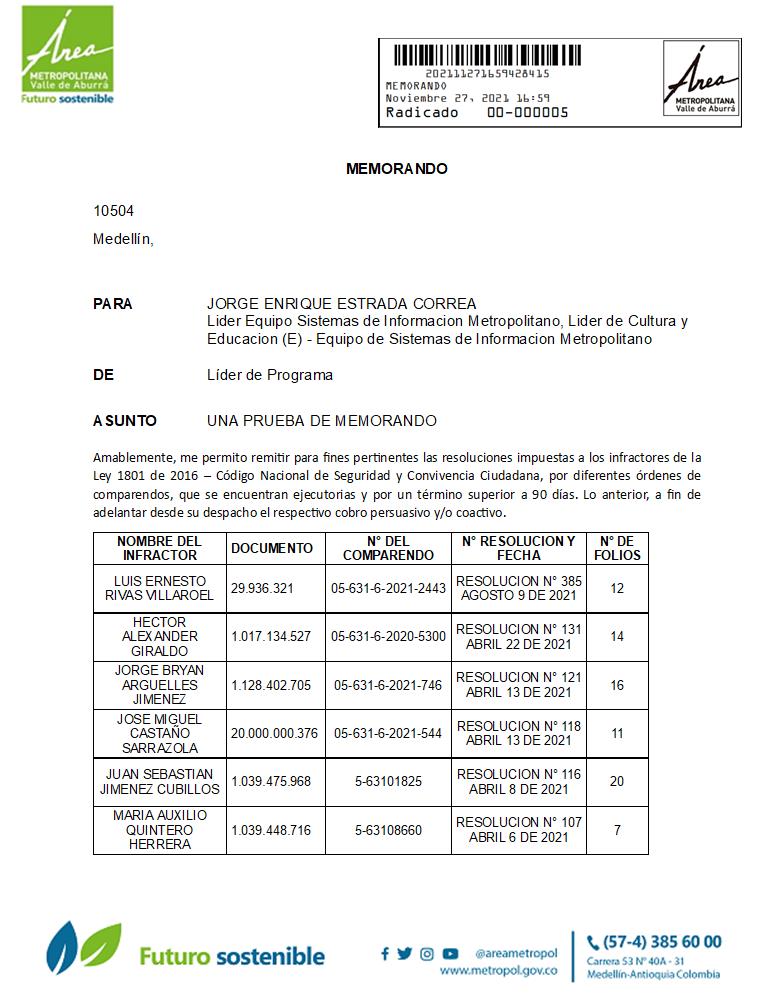 Área
METROPOLITANA
Valle de Aburrá
Futuro sostenible
202111271659428415
MEMORANDO
Noviembre 27, 2021 16:59
Radicado 00-000005
Área
METROPOLITANA
Valle de Aburrá
MEMORANDO
10504
Medellín,
PARA JORGE ENRIQUE ESTRADA CORREA
Lider Equipo Sistemas de Informacion Metropolitano, Lider de Cultura y
Educacion (E) - Equipo de Sistemas de Informacion Metropolitano
DE Líder de Programa
ASUNTO UNA PRUEBA DE MEMORANDO
Amablemente, me permito remitir para fines pertinentes las resoluciones impuestas a los infractores de la
Ley 1801 de 2016 – Código Nacional de Seguridad y Convivencia Ciudadana, por diferentes órdenes de
comparendos, que se encuentran ejecutorias y por un término superior a 90 días. Lo anterior, a fin de
adelantar desde su despacho el respectivo cobro persuasivo y/o coactivo.
NOMBRE DEL
INFRACTOR
DOCUMENTO
N° DEL
COMPARENDO
N° RESOLUCION Y
FECHA
N° DE
FOLIOS
LUIS ERNESTO
RIVAS VILLAROEL
29.936.321
05-631-6-2021-2443
RESOLUCION N° 385
AGOSTO 9 DE 2021
12
HECTOR
ALEXANDER
GIRALDO
1.017.134.527
05-631-6-2020-5300
RESOLUCION N° 131
ABRIL 22 DE 2021
14
JORGE BRYAN
ARGUELLES
JIMENEZ
1.128.402.705
05-631-6-2021-746
RESOLUCION N° 121
ABRIL 13 DE 2021
16
JOSE MIGUEL
CASTAÑO
SARRAZOLA
20.000.000.376
05-631-6-2021-544
RESOLUCION N° 118
ABRIL 13 DE 2021
11
JUAN SEBASTIAN
JIMENEZ CUBILLOS
1.039.475.968
5-63101825
RESOLUCION N° 116
ABRIL 8 DE 2021
20
MARIA AUXILIO
QUINTERO
HERRERA
1.039.448.716
5-63108660
RESOLUCION N° 107
ABRIL 6 DE 2021
7
Futuro sostenible
@areametropol
www.metropol.gov.co
(57-4) 385 60 00
Carrera 53 N° 40A - 31
Medellín-Antioquia Colombia